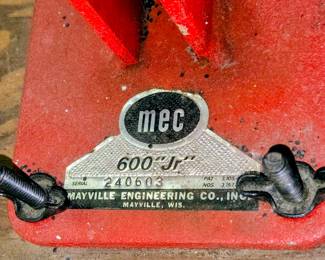 mec
600 "Jr"
SERIAL 240603 PAT.
NOS.
MAYVILLE ENGINEERING CO., INC.
MAYVILLE, WIS.